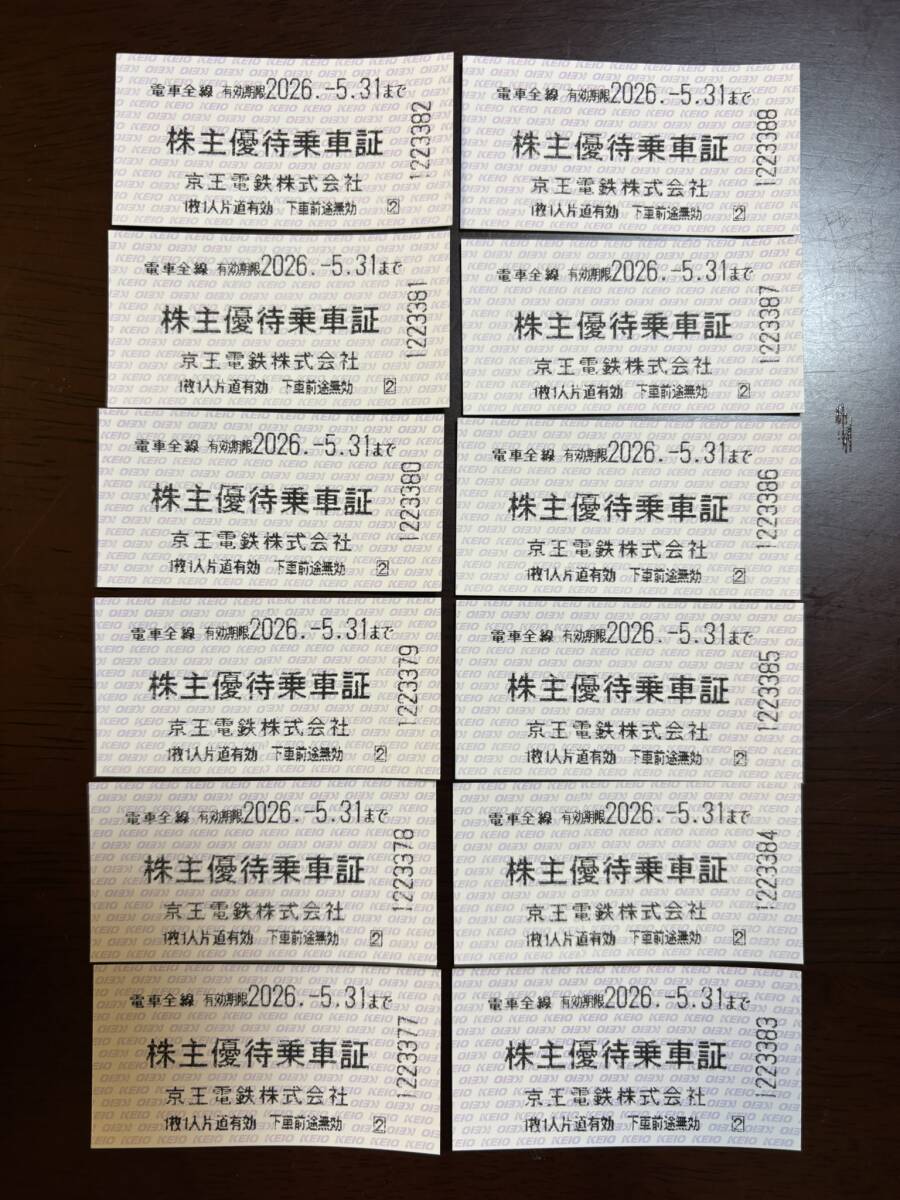 電車全線 有効期限2026.-5.31まで
株主優待乗車証
京王電鉄株式会社
1枚1人片道有効 下車前途無効 2
1223382
電車全線 有効期限2026.-5.31まで
株主優待乗車証
京王電鉄株式会社
1枚1人片道有効 下車前途無効 2
1223388
電車全線 有効期限2026.-5.31まで
株主優待乗車証
京王電鉄株式会社
1枚1人片道有効 下車前途無効 2
1223381
電車全線 有効期限2026.-5.31まで
株主優待乗車証
京王電鉄株式会社
1枚1人片道有効 下車前途無効 2
1223387
電車全線 有効期限2026.-5.31まで
株主優待乗車証
京王電鉄株式会社
1枚1人片道有効 下車前途無効 2
1223380
電車全線 有効期限2026.-5.31まで
株主優待乗車証
京王電鉄株式会社
1枚1人片道有効 下車前途無効 2
1223386
電車全線 有効期限2026.-5.31まで
株主優待乗車証
京王電鉄株式会社
1枚1人片道有効 下車前途無効 2
1223379
電車全線 有効期限2026.-5.31まで
株主優待乗車証
京王電鉄株式会社
1枚1人片道有効 下車前途無効 2
1223385
電車全線 有効期限2026.-5.31まで
株主優待乗車証
京王電鉄株式会社
1枚1人片道有効 下車前途無効 2
1223378
電車全線 有効期限2026.-5.31まで
株主優待乗車証
京王電鉄株式会社
1枚1人片道有効 下車前途無効 2
1223384
電車全線 有効期限2026.-5.31まで
株主優待乗車証
京王電鉄株式会社
1枚1人片道有効 下車前途無効 2
1223377
電車全線 有効期限2026.-5.31まで
株主優待乗車証
京王電鉄株式会社
1枚1人片道有効 下車前途無効 2
1223383